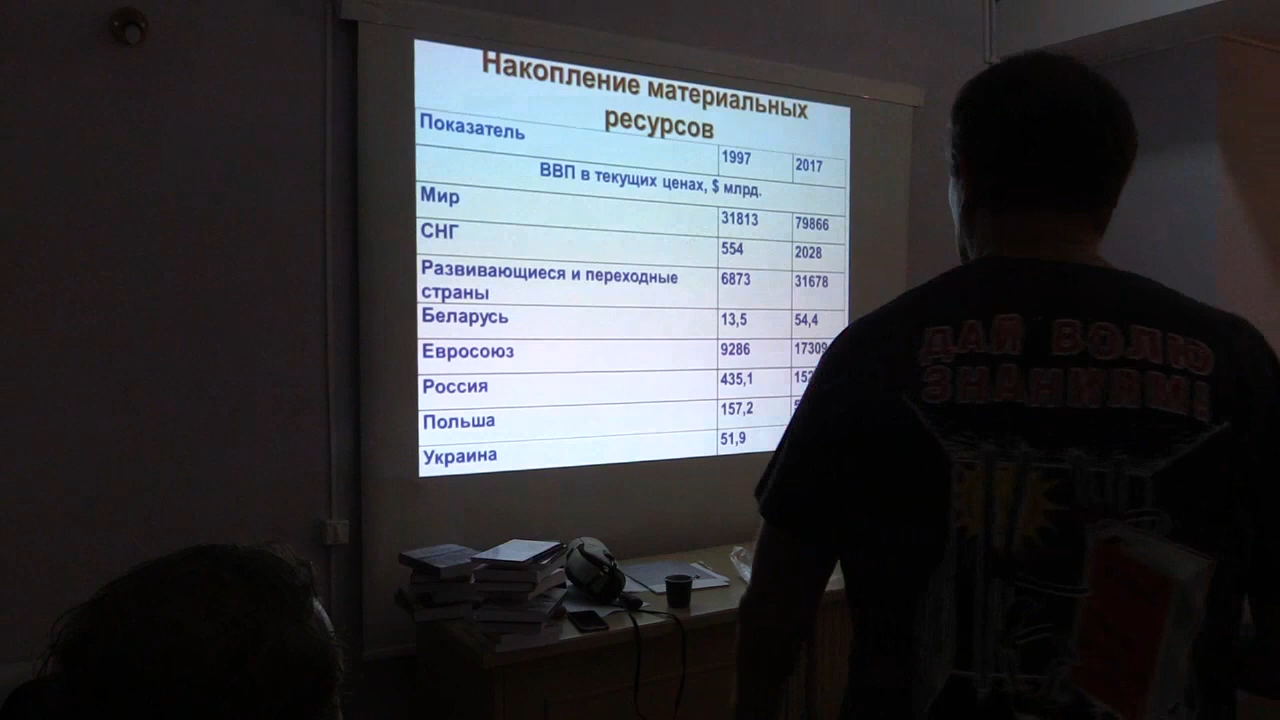 Накопление материальных
ресурсов
Показатель 1997 2017
ВВП в текущих ценах, $ млрд.
Мир 31813 79866
СНГ 554 2028
Развивающиеся и переходные
страны 6873 31678
Беларусь 13,5 54,4
Евросоюз 9286 17309
Россия 435,1
Польша 157,2
Украина 51,9
ДАЙ ВОЛЮ
ЗНАНИЯМ